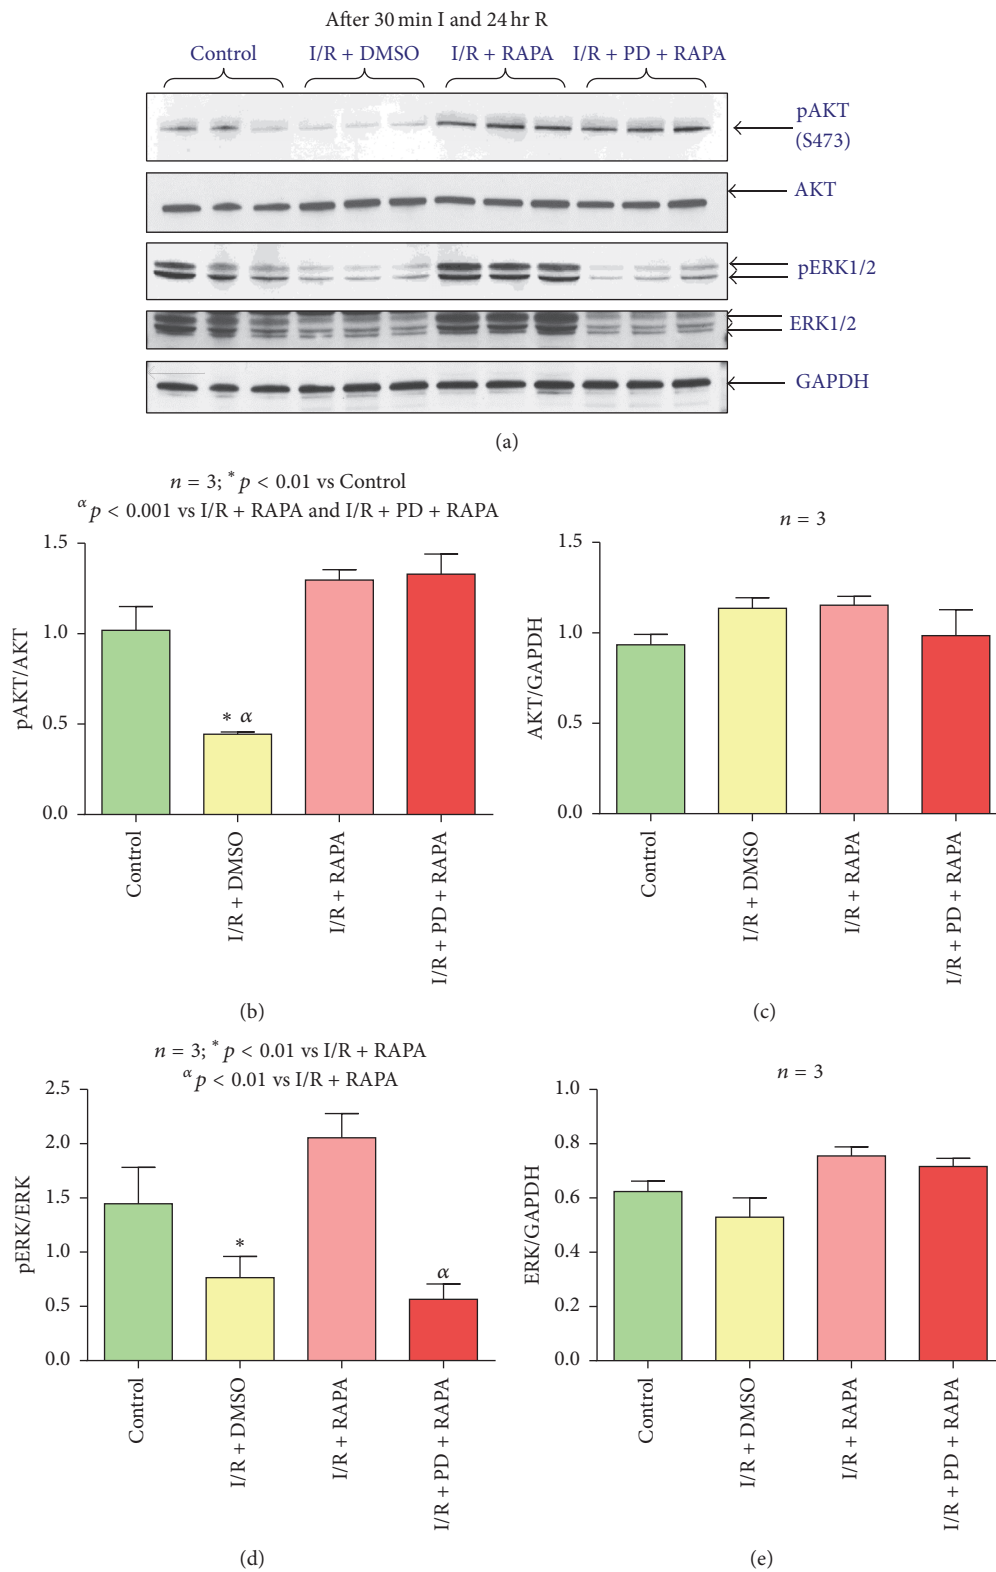 After 30 min I and 24 hr R
Control I/R + DMSO I/R + RAPA I/R + PD + RAPA
pAKT
(S473)
AKT
pERK1/2
ERK1/2
GAPDH
(a)
n = 3; * p < 0.01 vs Control
α p < 0.001 vs I/R + RAPA and I/R + PD + RAPA
pAKT/AKT
1.5
1.0
0.5
0.0
* α
Control
I/R + DMSO
I/R + RAPA
I/R + PD + RAPA
(b)
n = 3
AKT/GAPDH
1.5
1.0
0.5
0.0
Control
I/R + DMSO
I/R + RAPA
I/R + PD + RAPA
(c)
n = 3; * p < 0.01 vs I/R + RAPA
α p < 0.01 vs I/R + RAPA
pERK/ERK
2.5
2.0
1.5
1.0
0.5
0.0
*
α
Control
I/R + DMSO
I/R + RAPA
I/R + PD + RAPA
(d)
n = 3
ERK/GAPDH
1.0
0.8
0.6
0.4
0.2
0.0
Control
I/R + DMSO
I/R + RAPA
I/R + PD + RAPA
(e)